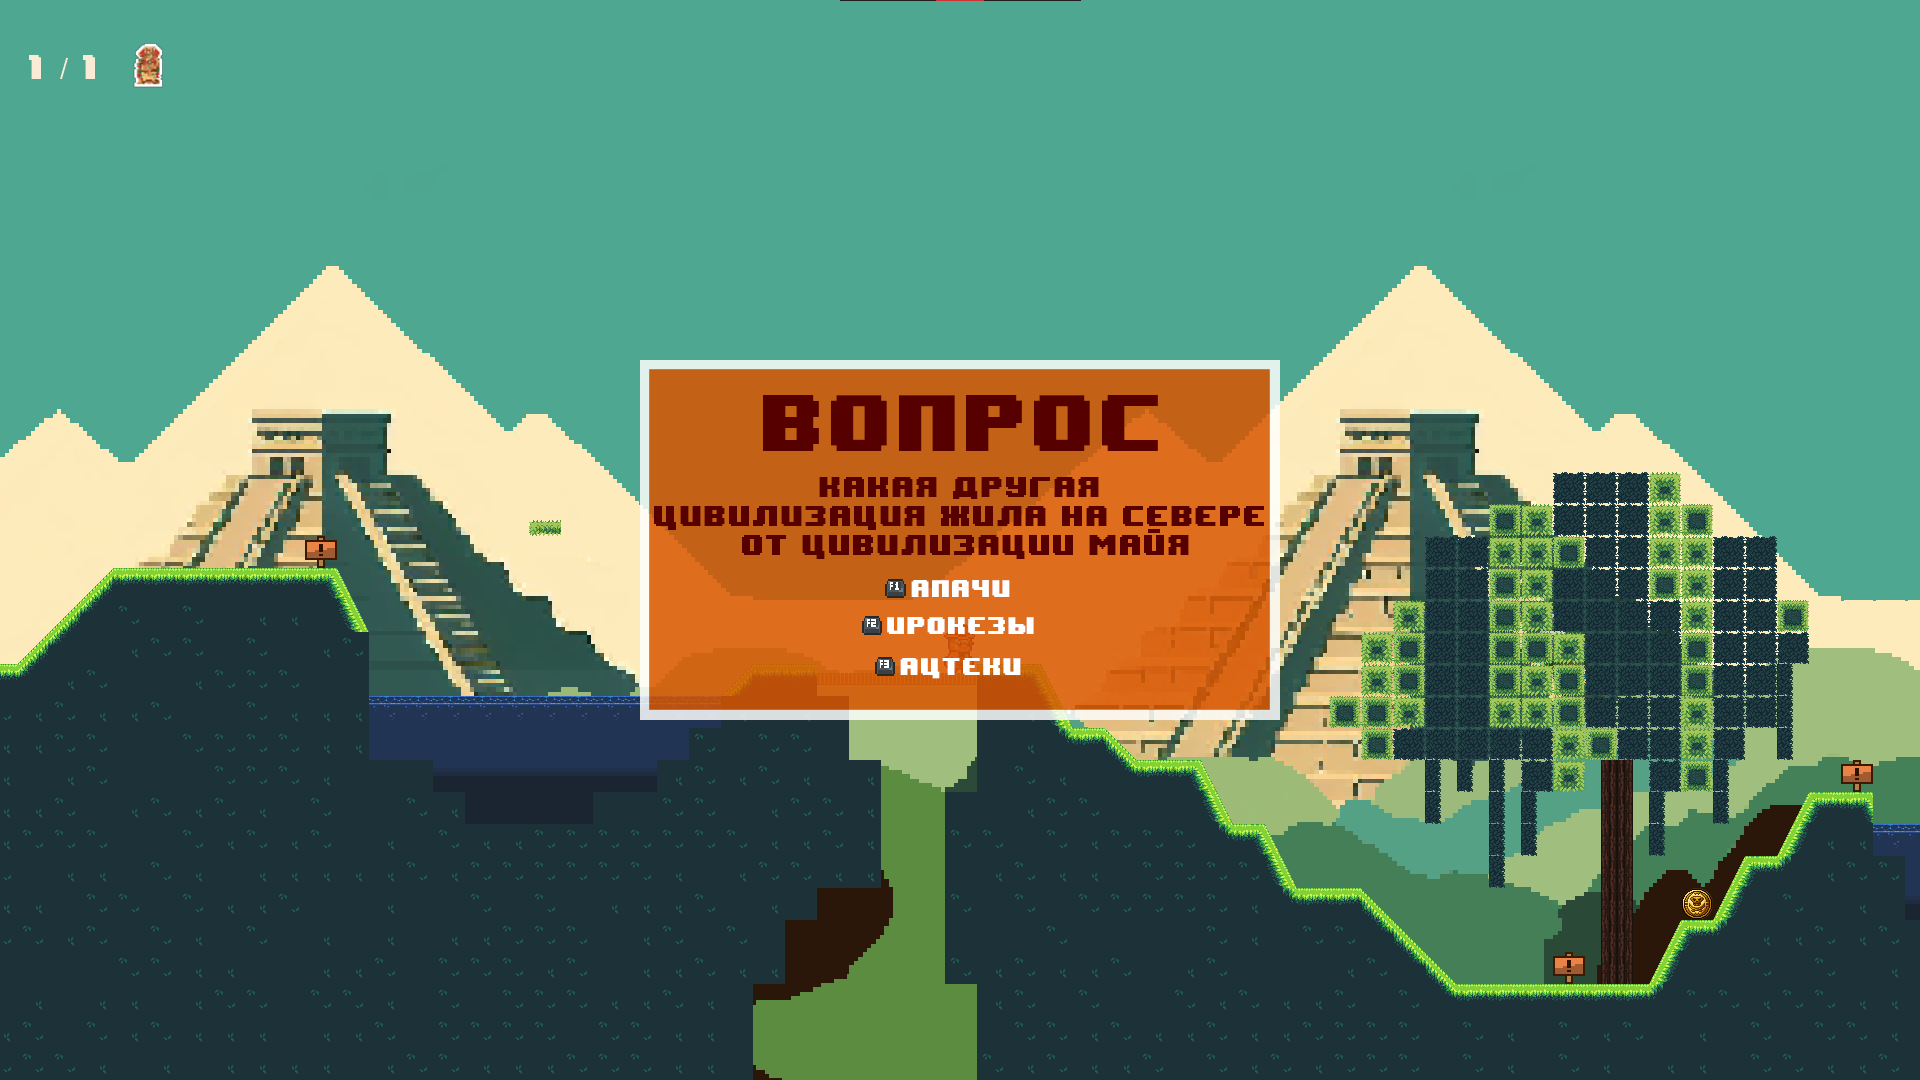 1 / 1
ВОПРОС
КАКАЯ ДРУГАЯ
ЦИВИЛИЗАЦИЯ ЖИЛА НА СЕВЕРЕ
ОТ ЦИВИЛИЗАЦИИ МАЙЯ
F1 АПАЧИ
F2 ИРОКЕЗЫ
F3 АЦТЕКИ